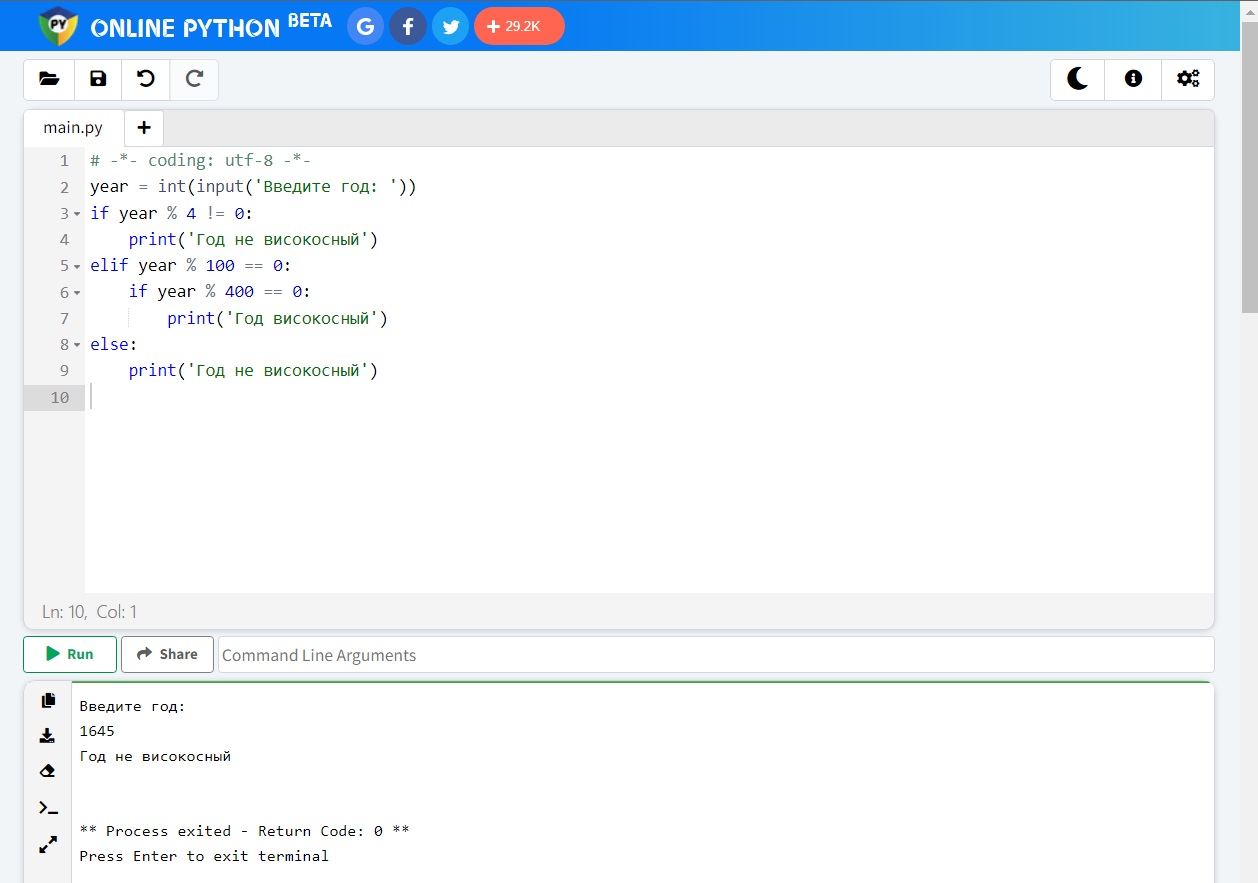 ONLINE PYTHON BETA G f 29.2K
main.py +
1 # -*- coding: utf-8 -*-
2 year = int(input('Введите год: '))
3 if year % 4 != 0:
4     print('Год не високосный')
5 elif year % 100 == 0:
6     if year % 400 == 0:
7         print('Год високосный')
8 else:
9     print('Год не високосный')
10
Ln: 10, Col: 1
Run Share Command Line Arguments
Введите год:
1645
Год не високосный
** Process exited - Return Code: 0 **
Press Enter to exit terminal